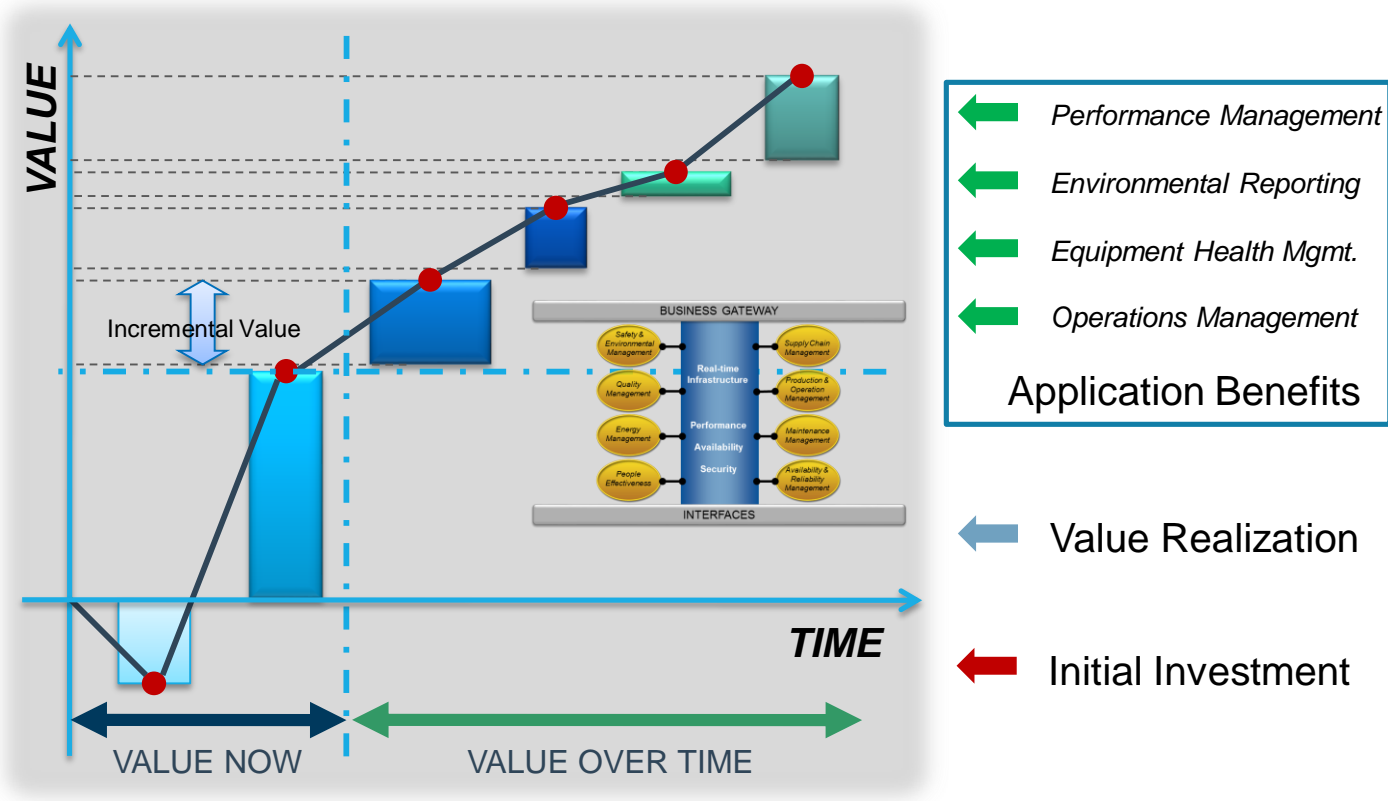 VALUE
Performance Management
Environmental Reporting
Equipment Health Mgmt.
Operations Management
Application Benefits
Incremental Value
BUSINESS GATEWAY
Safety &
Environmental
Management
Quality
Management
Energy
Management
People
Effectiveness
Real-time
Infrastructure
Performance
Availability
Security
Supply Chain
Management
Production &
Operation
Management
Maintenance
Management
Availability &
Reliability
Management
INTERFACES
Value Realization
TIME
Initial Investment
VALUE NOW
VALUE OVER TIME